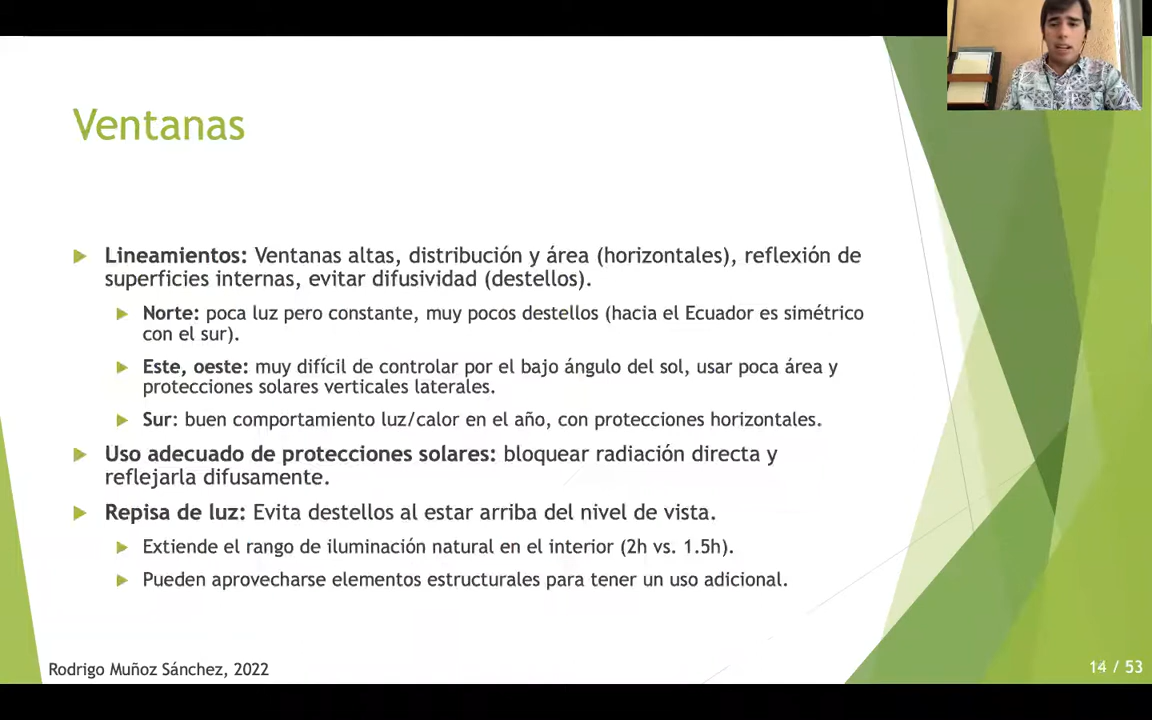 Ventanas
Lineamientos: Ventanas altas, distribución y área (horizontales), reflexión de
superficies internas, evitar difusividad (destellos).
Norte: poca luz pero constante, muy pocos destellos (hacia el Ecuador es simétrico
con el sur).
Este, oeste: muy difícil de controlar por el bajo ángulo del sol, usar poca área y
protecciones solares verticales laterales.
Sur: buen comportamiento luz/calor en el año, con protecciones horizontales.
Uso adecuado de protecciones solares: bloquear radiación directa y
reflejarla difusamente.
Repisa de luz: Evita destellos al estar arriba del nivel de vista.
Extiende el rango de iluminación natural en el interior (2h vs. 1.5h).
Pueden aprovecharse elementos estructurales para tener un uso adicional.
Rodrigo Muñoz Sánchez, 2022
14 / 53